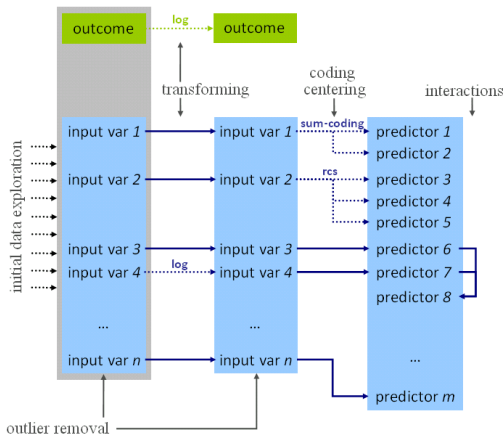 outcome
log
outcome
transforming
coding
centering
interactions
initial data exploration
input var 1
input var 1
sum-coding
predictor 1
predictor 2
input var 2
input var 2
rcs
predictor 3
predictor 4
predictor 5
input var 3
input var 3
predictor 6
input var 4
log
input var 4
predictor 7
predictor 8
...
...
...
input var n
input var n
predictor m
outlier removal